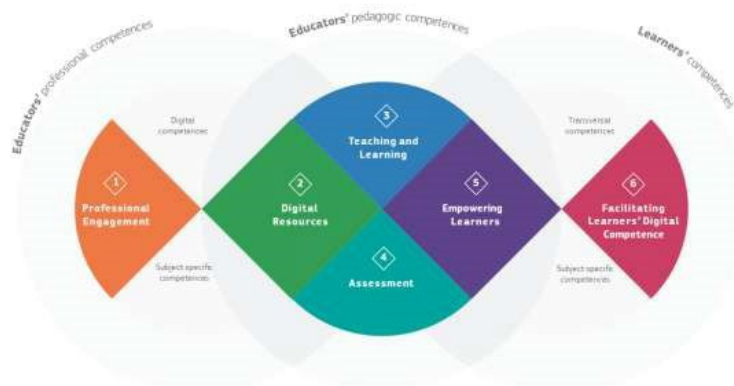 Educators' professional competences
Educators' pedagogic competences
Learners' competences
Digital
competences
Transversal
competences
1
Professional
Engagement
2
Digital
Resources
3
Teaching and
Learning
4
Assessment
5
Empowering
Learners
6
Facilitating
Learners' Digital
Competence
Subject-specific
competences
Subject-specific
competences